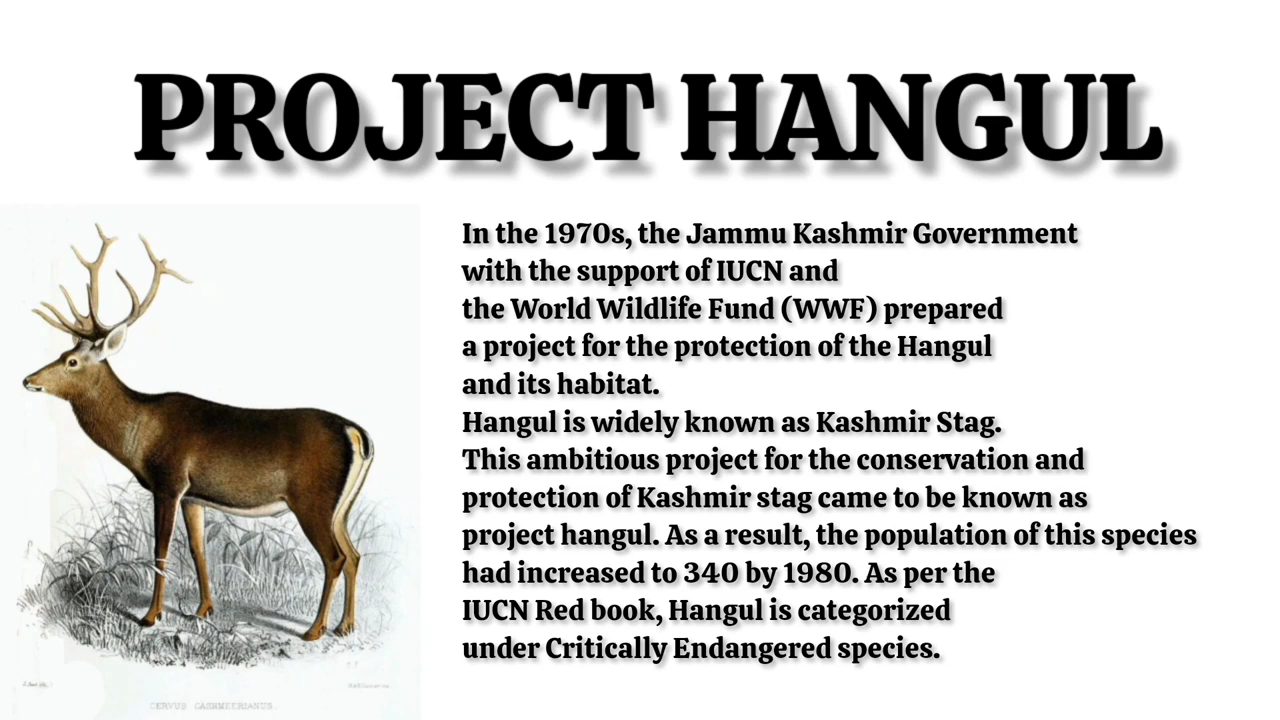 PROJECT HANGUL
In the 1970s, the Jammu Kashmir Government
with the support of IUCN and
the World Wildlife Fund (WWF) prepared
a project for the protection of the Hangul
and its habitat.
Hangul is widely known as Kashmir Stag.
This ambitious project for the conservation and
protection of Kashmir stag came to be known as
project hangul. As a result, the population of this species
had increased to 340 by 1980. As per the
IUCN Red book, Hangul is categorized
under Critically Endangered species.
CERVUS CASHMEERIANUS.